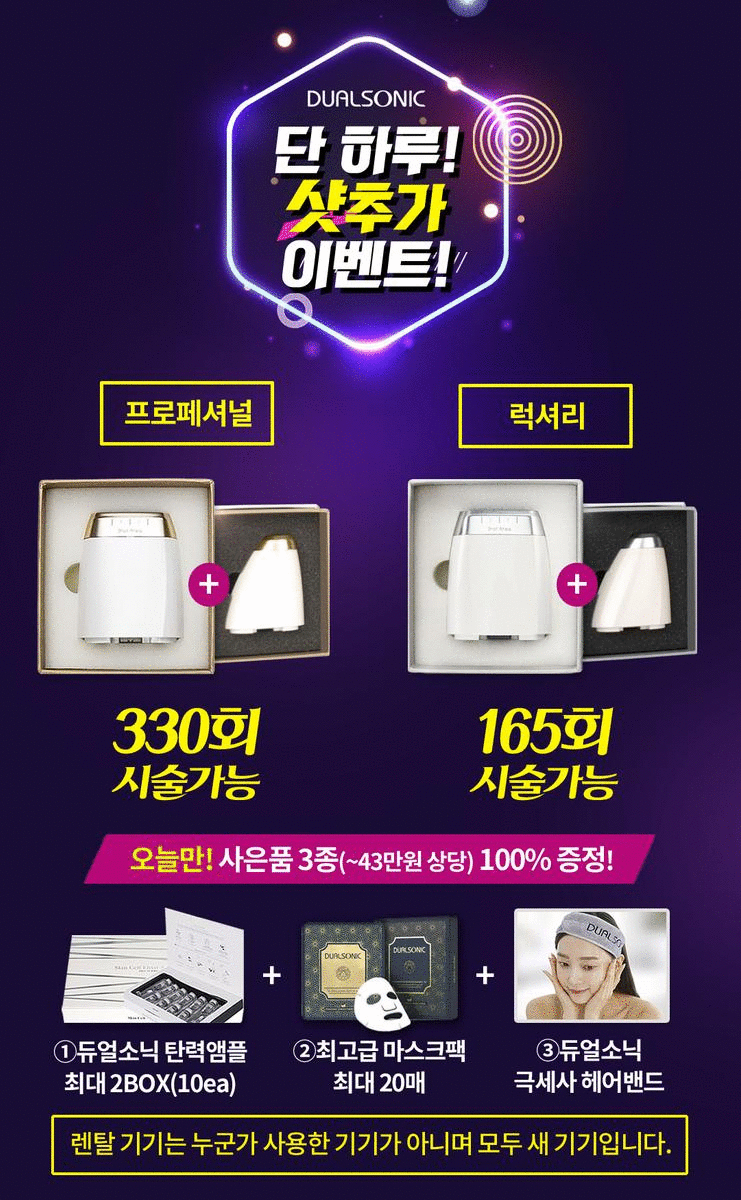 DUALSONIC
단 하루!
샷추가
이벤트!
프로페셔널
럭셔리
330회
시술가능
165회
시술가능
오늘만! 사은품 3종(~43만원 상당) 100% 증정!
DUALSONIC
DUALSONIC
DUALSO
①듀얼소닉 탄력앰플
최대 2BOX(10ea)
②최고급 마스크팩
최대 20매
③듀얼소닉
극세사 헤어밴드
렌탈 기기는 누군가 사용한 기기가 아니며 모두 새 기기입니다.